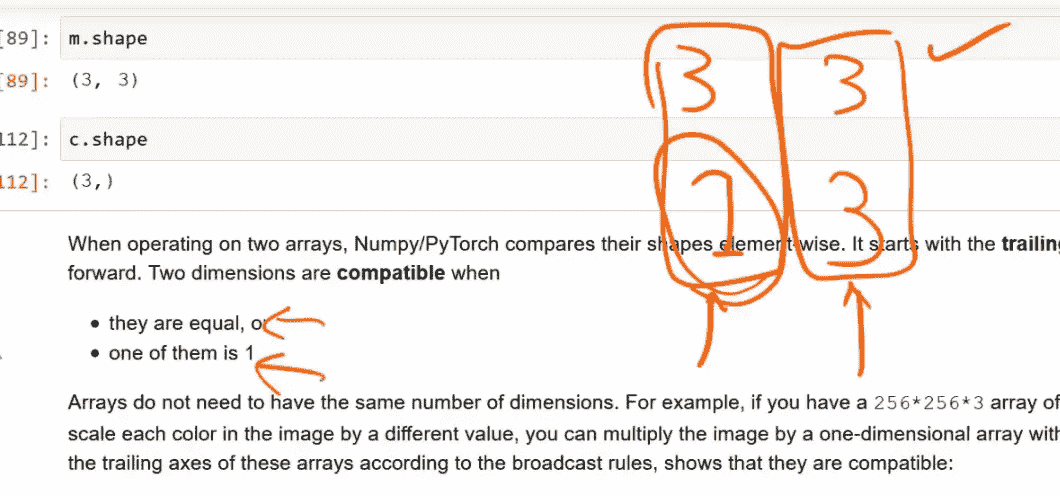 [89]: m.shape
[89]: (3, 3)
112]: c.shape
112]: (3,)
3 3
1 3
When operating on two arrays, Numpy/PyTorch compares their shapes element-wise. It starts with the trailing
forward. Two dimensions are compatible when
• they are equal, or
• one of them is 1
Arrays do not need to have the same number of dimensions. For example, if you have a 256*256*3 array of
scale each color in the image by a different value, you can multiply the image by a one-dimensional array with
the trailing axes of these arrays according to the broadcast rules, shows that they are compatible: